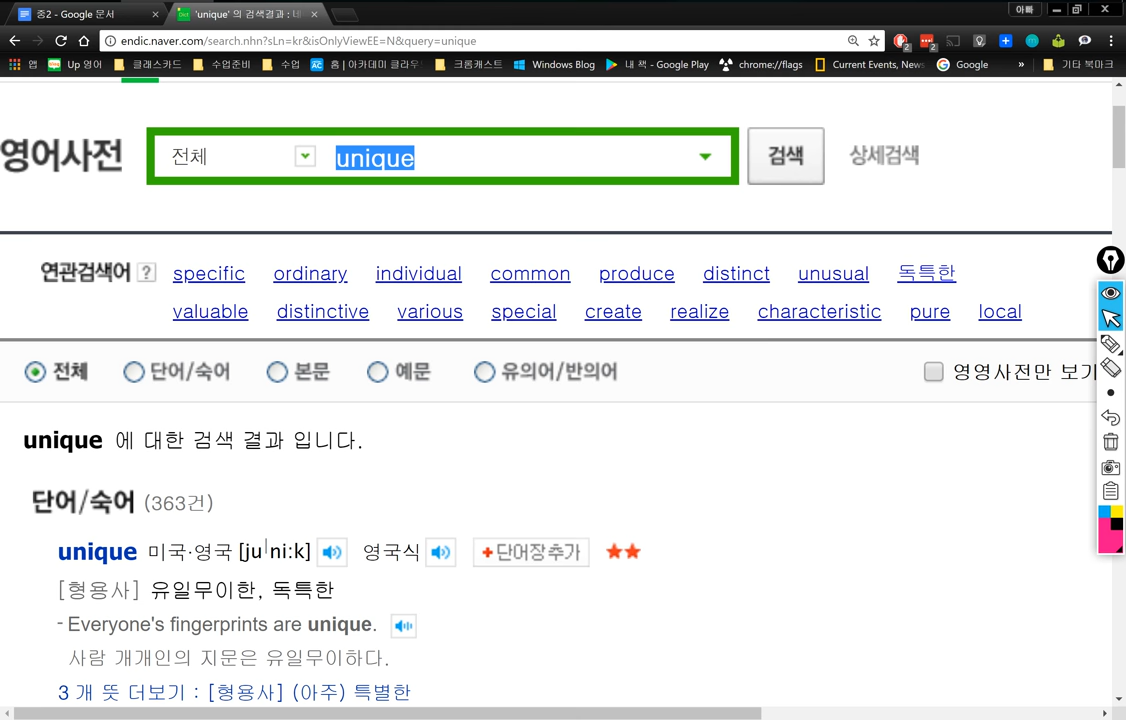 중2 - Google 문서
'unique' 의 검색결과 : 네
아빠
endic.naver.com/search.nhn?sLn=kr&isOnlyViewEE=N&query=unique
앱 Up 영어 클래스카드 수업준비 수업 홈 | 아카데미 클라우 크롬캐스트 Windows Blog 내 책 - Google Play chrome://flags Current Events, News Google » 기타 북마크
영어사전 전체 unique 검색 상세검색
연관검색어 ? specific ordinary individual common produce distinct unusual 독특한
valuable distinctive various special create realize characteristic pure local
전체 단어/숙어 본문 예문 유의어/반의어 영영사전만 보기
unique 에 대한 검색 결과 입니다.
단어/숙어 (363건)
unique 미국·영국 [juˈniːk] 영국식 +단어장추가 ★★
[형용사] 유일무이한, 독특한
- Everyone's fingerprints are unique.
사람 개개인의 지문은 유일무이하다.
3개 뜻 더보기 : [형용사] (아주) 특별한